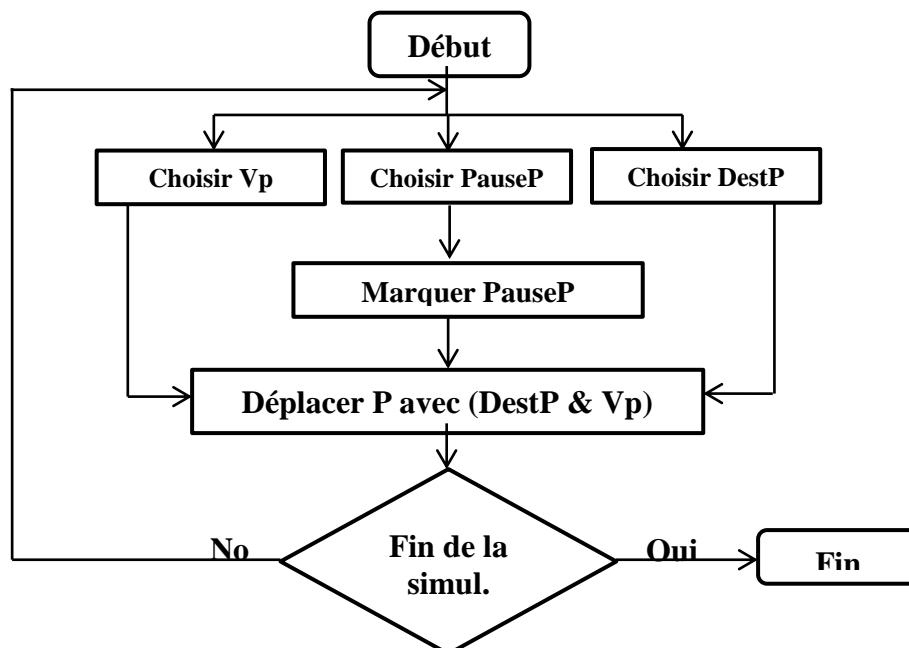 Début
Choisir Vp
Choisir PauseP
Choisir DestP
Marquer PauseP
Déplacer P avec (DestP & Vp)
No
Fin de la
simul.
Oui
Fin